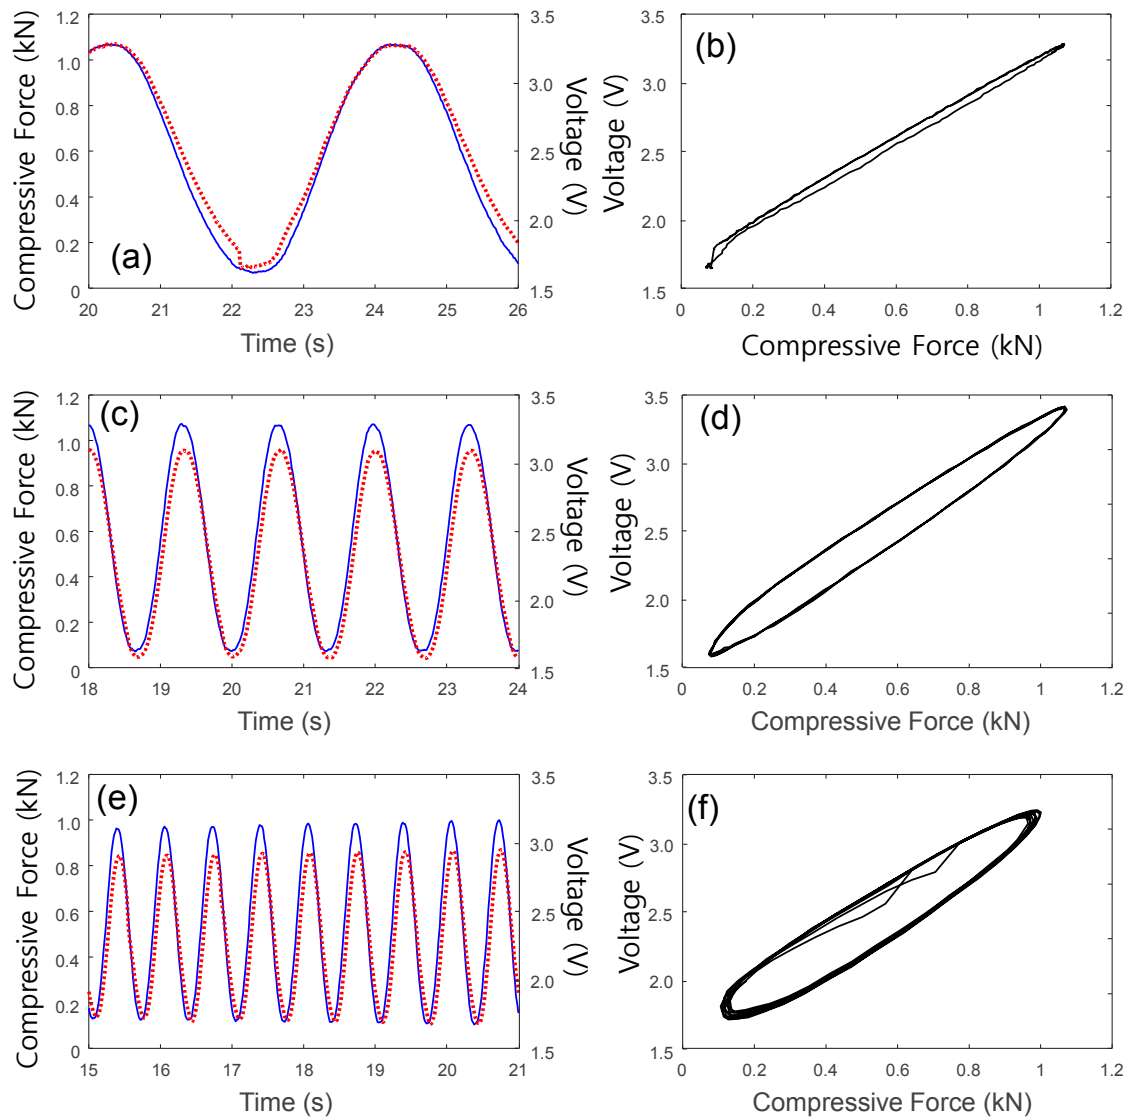 Compressive Force (kN)
1.2
1.0
0.8
0.6
0.4
0.2
0
(a)
20 21 22 23 24 25 26
Time (s)
3.5
3.0
2.5
2.0
1.5
Voltage (V)
(b)
Voltage (V)
3.5
3.0
2.5
2.0
1.5
0 0.2 0.4 0.6 0.8 1 1.2
Compressive Force (kN)
Compressive Force (kN)
1.2
1.0
0.8
0.6
0.4
0.2
0
(c)
18 19 20 21 22 23 24
Time (s)
3.5
3.0
2.5
2.0
1.5
Voltage (V)
(d)
Voltage (V)
3.5
3.0
2.5
2.0
1.5
0 0.2 0.4 0.6 0.8 1 1.2
Compressive Force (kN)
Compressive Force (kN)
1.2
1.0
0.8
0.6
0.4
0.2
0
(e)
15 16 17 18 19 20 21
Time (s)
3.5
3.0
2.5
2.0
1.5
Voltage (V)
(f)
Voltage (V)
3.5
3.0
2.5
2.0
1.5
0 0.2 0.4 0.6 0.8 1 1.2
Compressive Force (kN)